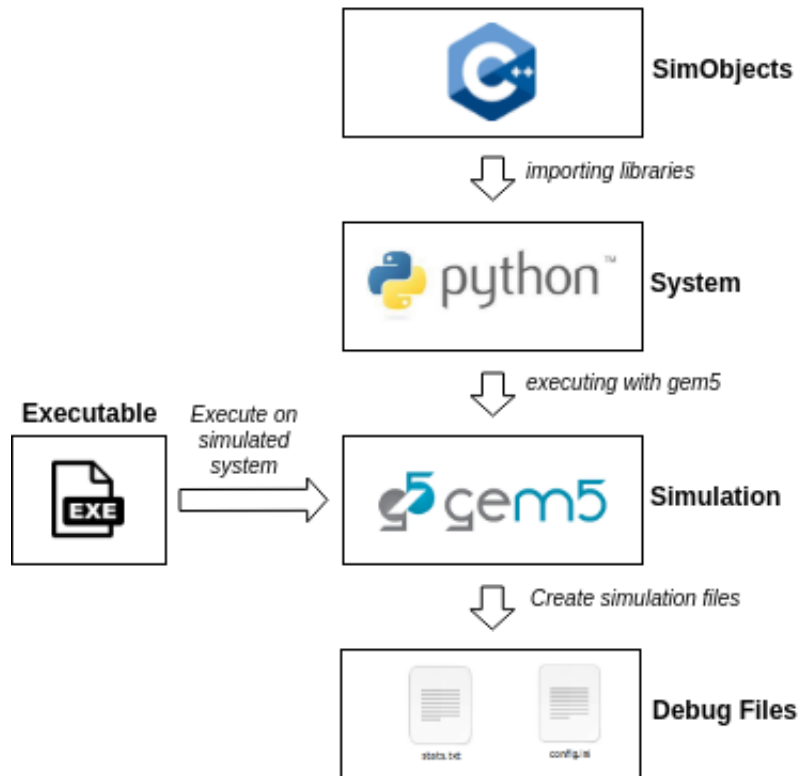 C++
SimObjects
importing libraries
python™
System
executing with gem5
Executable
Execute on
simulated
system
EXE
g5 gem5
Simulation
Create simulation files
stats.txt
config.ini
Debug Files